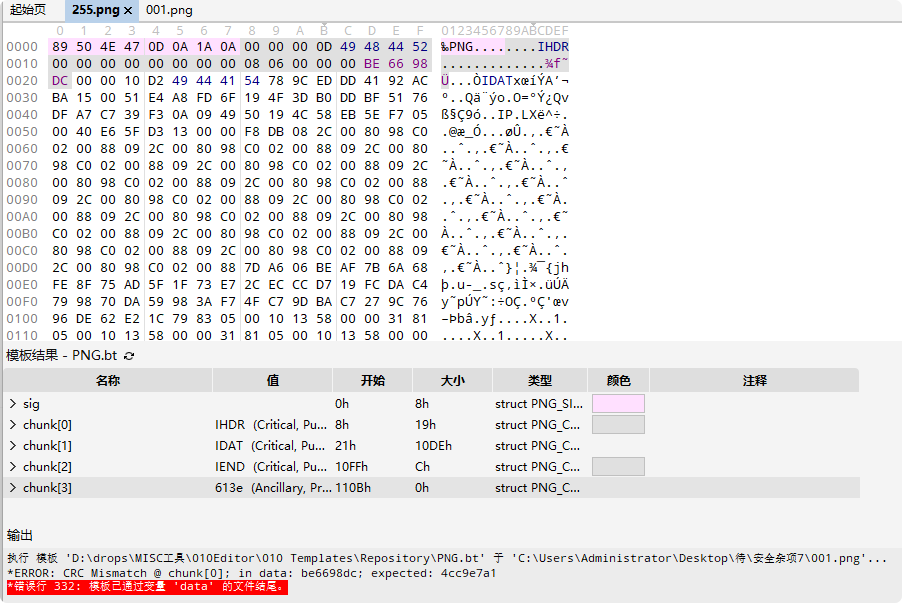 起始页 255.png × 001.png
0 1 2 3 4 5 6 7 8 9 A B C D E F 0123456789ABCDEF
0000 89 50 4E 47 0D 0A 1A 0A 00 00 00 0D 49 48 44 52 ‰PNG........IHDR
0010 00 00 00 00 00 00 00 00 08 06 00 00 00 BE 66 98 .............¾f˜
0020 DC 00 00 10 D2 49 44 41 54 78 9C ED DD 41 92 AC Ü...ÒIDATxœíÝA’¬
0030 BA 15 00 51 E4 A8 FD 6F 19 4F 3D B0 DD BF 51 76 º..Qä¨ýo.O=°Ý¿Qv
0040 DF A7 C7 39 F3 0A 09 49 50 19 4C 58 EB 5E F7 05 ß§Ç9ó..IP.LXë^÷.
0050 00 40 E6 5F D3 13 00 00 F8 DB 08 2C 00 80 98 C0 .@æ_Ó...øÛ.,.€˜À
0060 02 00 88 09 2C 00 80 98 C0 02 00 88 09 2C 00 80 ..ˆ.,.€˜À..ˆ.,.€
0070 98 C0 02 00 88 09 2C 00 80 98 C0 02 00 88 09 2C ˜À..ˆ.,.€˜À..ˆ.,
0080 00 80 98 C0 02 00 88 09 2C 00 80 98 C0 02 00 88 .€˜À..ˆ.,.€˜À..ˆ
0090 09 2C 00 80 98 C0 02 00 88 09 2C 00 80 98 C0 02 .,.€˜À..ˆ.,.€˜À.
00A0 00 88 09 2C 00 80 98 C0 02 00 88 09 2C 00 80 98 .ˆ.,.€˜À..ˆ.,.€˜
00B0 C0 02 00 88 09 2C 00 80 98 C0 02 00 88 09 2C 00 À..ˆ.,.€˜À..ˆ.,.
00C0 80 98 C0 02 00 88 09 2C 00 80 98 C0 02 00 88 09 €˜À..ˆ.,.€˜À..ˆ.
00D0 2C 00 80 98 C0 02 00 88 7D A6 06 BE AF 7B 6A 68 ,.€˜À..ˆ}¦.¾¯{jh
00E0 FE 8F 75 AD 5F 1F 73 E7 2C EC CC D7 19 FC DA C4 þ.u-_.sç,ìÌ×.üÚÄ
00F0 79 98 70 DA 59 98 3A F7 4F C7 9D BA C7 27 9C 76 y˜pÚY˜:÷OÇ.ºÇ'œv
0100 96 DE 62 E2 1C 79 83 05 00 10 13 58 00 00 31 81 –Þbâ.yƒ....X..1.
0110 05 00 10 13 58 00 00 31 81 05 00 10 13 58 00 00 ....X..1.....X..
模板结果 - PNG.bt
名称 值 开始 大小 类型 颜色 注释
> sig 0h 8h struct PNG_SI...
> chunk[0] IHDR (Critical, Pu... 8h 19h struct PNG_C...
> chunk[1] IDAT (Critical, Pu... 21h 10DEh struct PNG_C...
> chunk[2] IEND (Critical, Pu... 10FFh Ch struct PNG_C...
> chunk[3] 613e (Ancillary, Pr... 110Bh 0h struct PNG_C...
输出
执行 模板 'D:\drops\MISC工具\010Editor\010 Templates\Repository\PNG.bt' 于 'C:\Users\Administrator\Desktop\待\安全杂项7\001.png'...
*ERROR: CRC Mismatch @ chunk[0]; in data: be6698dc; expected: 4cc9e7a1
*错误行 332: 模板已通过变量 'data' 的文件结尾。